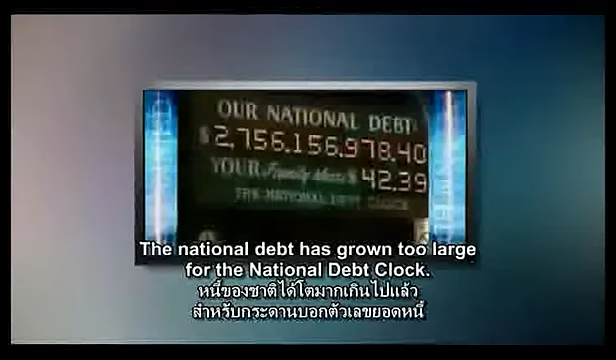 OUR NATIONAL DEBT
$2,756,156,978,40
YOUR Family share $ 42,39
THE NATIONAL DEBT CLOCK
The national debt has grown too large
for the National Debt Clock.
หนี้ของชาติได้โตมากเกินไปแล้ว
สำหรับกระดานบอกตัวเลขยอดหนี้